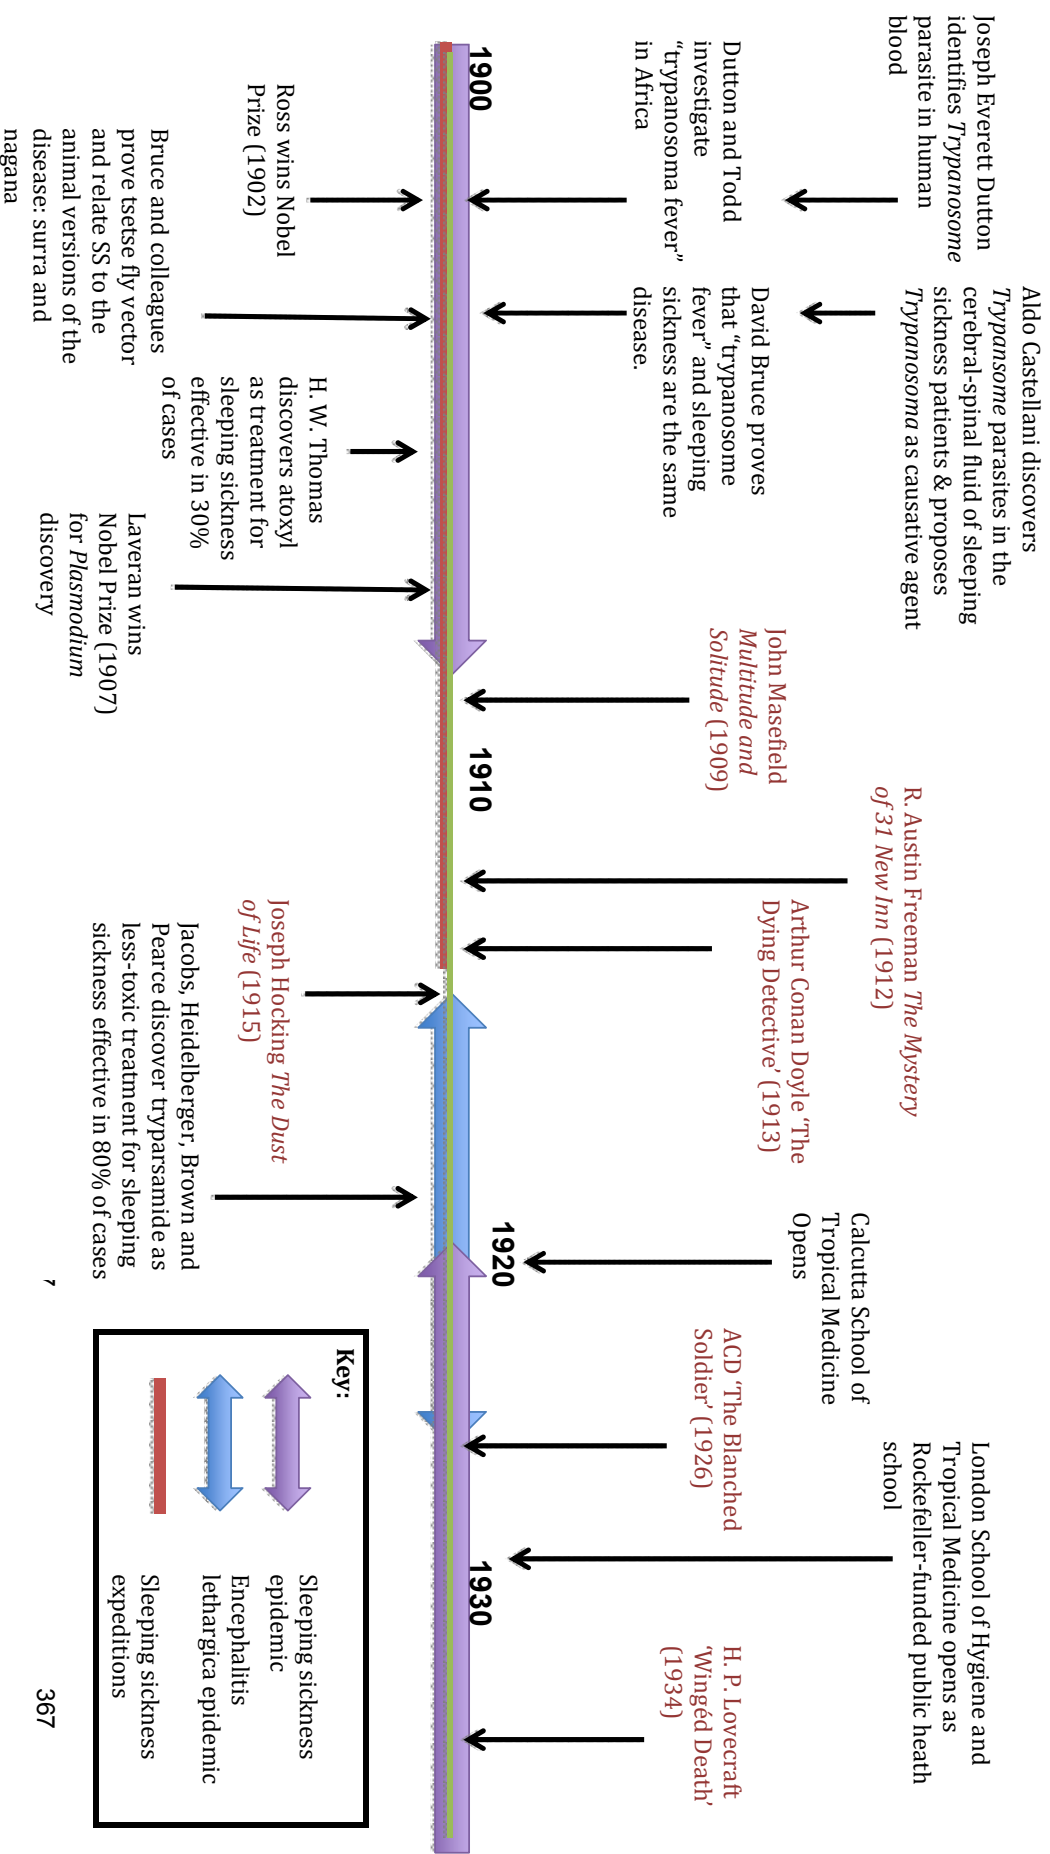 Joseph Everett Dutton
identifies Trypanosome
parasite in human
blood
Aldo Castellani discovers
Trypansome parasites in the
cerebral-spinal fluid of sleeping
sickness patients & proposes
Trypanosoma as causative agent
Dutton and Todd
investigate
“trypanosoma fever”
in Africa
David Bruce proves
that “trypanosome
fever” and sleeping
sickness are the same
disease.
John Masefield
Multitude and
Solitude (1909)
R. Austin Freeman The Mystery
of 31 New Inn (1912)
Arthur Conan Doyle ‘The
Dying Detective’ (1913)
Calcutta School of
Tropical Medicine
Opens
ACD ‘The Blanched
Soldier’ (1926)
London School of Hygiene and
Tropical Medicine opens as
Rockefeller-funded public heath
school
H. P. Lovecraft
‘Wingéd Death’
(1934)
1900
1910
1920
1930
Ross wins Nobel
Prize (1902)
Bruce and colleagues
prove tsetse fly vector
and relate SS to the
animal versions of the
disease: surra and
nagana
H. W. Thomas
discovers atoxyl
as treatment for
sleeping sickness
effective in 30%
of cases
Laveran wins
Nobel Prize (1907)
for Plasmodium
discovery
Joseph Hocking The Dust
of Life (1915)
Jacobs, Heidelberger, Brown and
Pearce discover tryparsamide as
less-toxic treatment for sleeping
sickness effective in 80% of cases
Key:
Sleeping sickness
epidemic
Encephalitis
lethargica epidemic
Sleeping sickness
expeditions
367